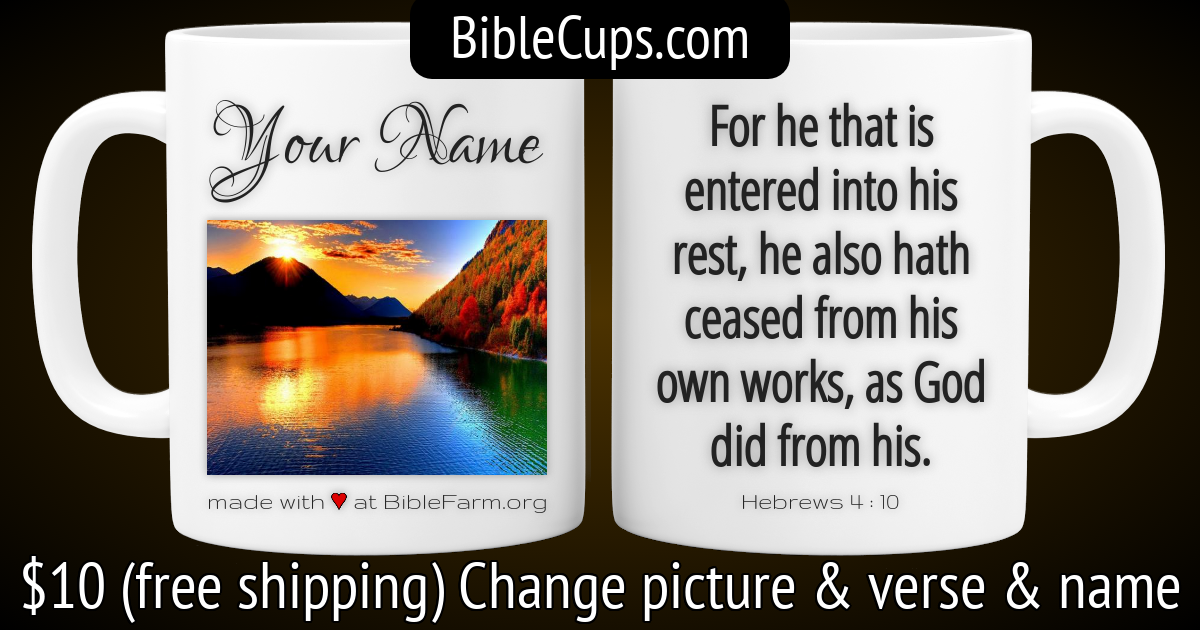 BibleCups.com
Your Name
made with ♥ at BibleFarm.org
For he that is
entered into his
rest, he also hath
ceased from his
own works, as God
did from his.
Hebrews 4 : 10
$10 (free shipping) Change picture & verse & name